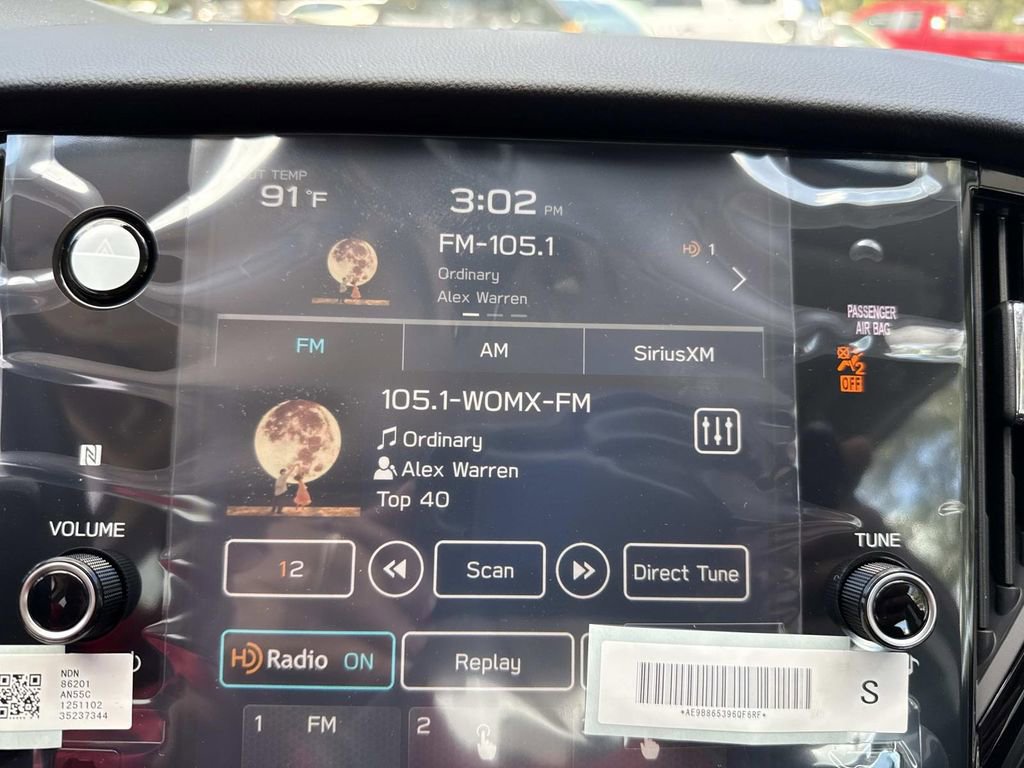 OUT TEMP
91°F
3:02 PM
FM-105.1
HD 1
Ordinary
Alex Warren
FM
AM
SiriusXM
PASSENGER
AIR BAG
2
OFF
105.1-WOMX-FM
Ordinary
Alex Warren
Top 40
N
VOLUME
TUNE
12
Scan
Direct Tune
HD Radio ON
Replay
NDN
86201
AN55C
1251102
35237344
*AE9B865396QF6RF*
S
1 FM
2